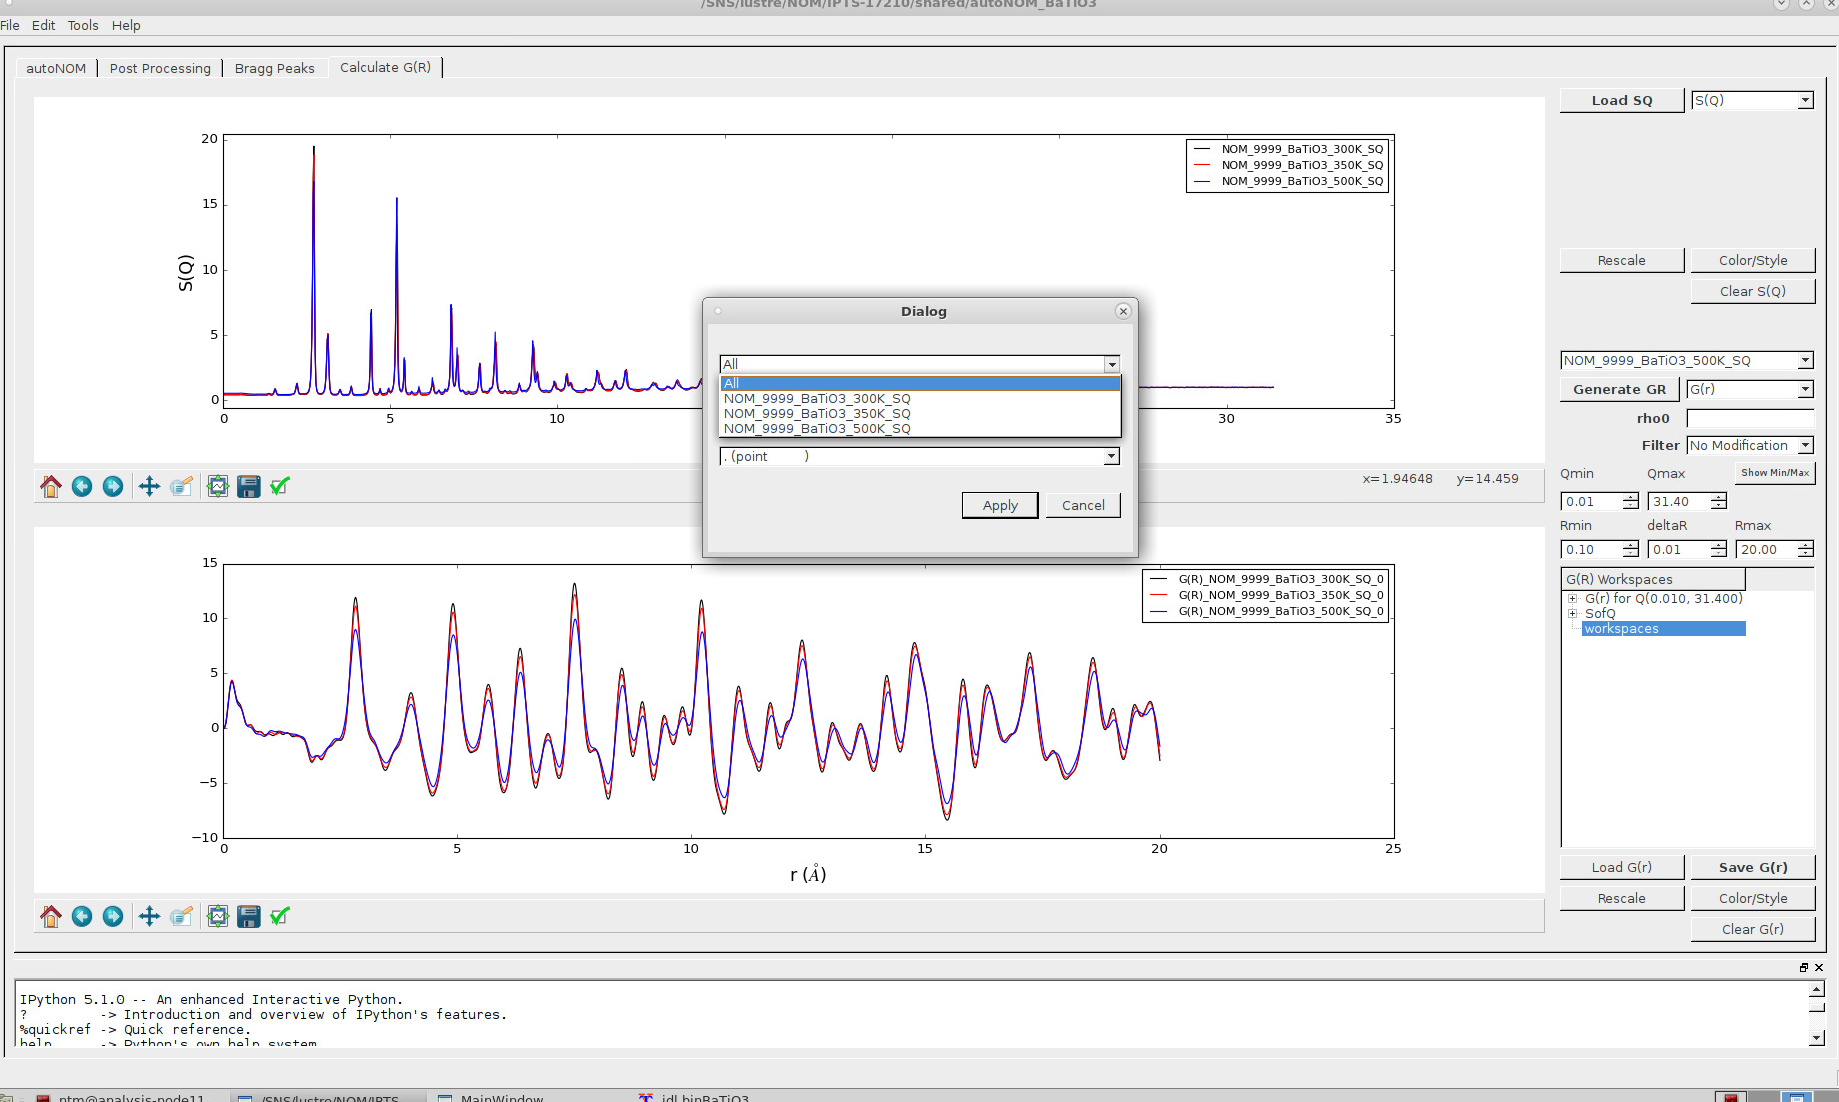 /SNS/lustre/NOM/IPTS-17210/shared/autoNOM_BaTiO3
File Edit Tools Help
autoNOM Post Processing Bragg Peaks Calculate G(R)
Load SQ S(Q)
20
15
10
5
0
S(Q)
0 5 10 30 35
NOM_9999_BaTiO3_300K_SQ
NOM_9999_BaTiO3_350K_SQ
NOM_9999_BaTiO3_500K_SQ
Rescale Color/Style
Clear S(Q)
Dialog
All
All
NOM_9999_BaTiO3_300K_SQ
NOM_9999_BaTiO3_350K_SQ
NOM_9999_BaTiO3_500K_SQ
. (point )
Apply Cancel
x=1.94648 y=14.459
NOM_9999_BaTiO3_500K_SQ
Generate GR G(r)
rho0
Filter No Modification
Qmin Qmax Show Min/Max
0.01 31.40
Rmin deltaR Rmax
0.10 0.01 20.00
G(R) Workspaces
G(r) for Q(0.010, 31.400)
SofQ
workspaces
15
10
5
0
−5
−10
0 5 10 15 20 25
r (Å)
G(R)_NOM_9999_BaTiO3_300K_SQ_0
G(R)_NOM_9999_BaTiO3_350K_SQ_0
G(R)_NOM_9999_BaTiO3_500K_SQ_0
Load G(r) Save G(r)
Rescale Color/Style
Clear G(r)
IPython 5.1.0 -- An enhanced Interactive Python.
? -> Introduction and overview of IPython's features.
%quickref -> Quick reference.
help -> Python's own help system
ntm@analysis-node11 /SNS/lustre/NOM/IPTS MainWindow idl.binBaTiO3